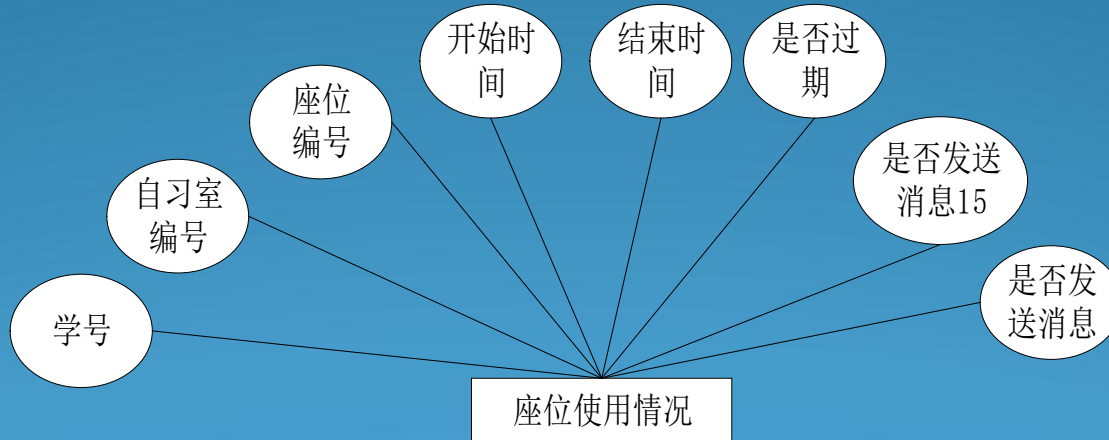 开始时
间
结束时
间
是否过
期
座位
编号
是否发送
消息15
自习室
编号
是否发
送消息
学号
座位使用情况